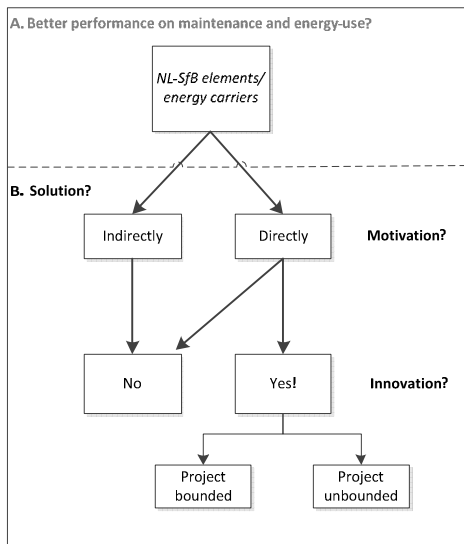 A. Better performance on maintenance and energy-use?
NL-SfB elements/
energy carriers
B. Solution?
Indirectly
Directly
Motivation?
No
Yes!
Innovation?
Project
bounded
Project
unbounded